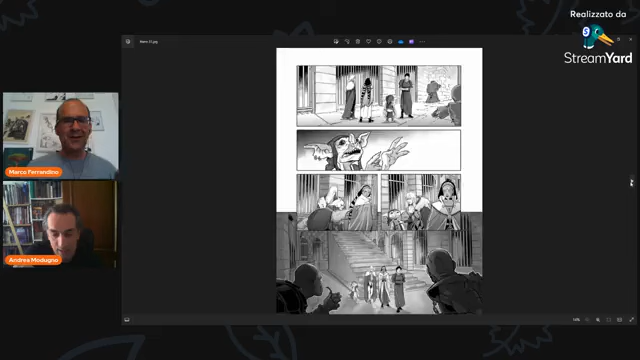 Realizzato da
StreamYard
Marco Ferrandino
Andrea Modugno